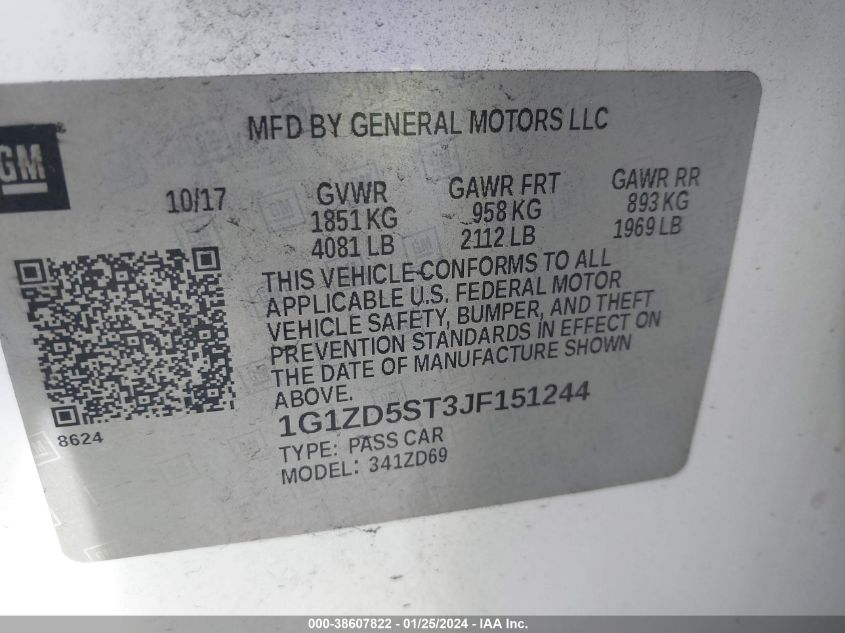 MFD BY GENERAL MOTORS LLC
GM
10/17
GVWR
1851 KG
4081 LB
GAWR FRT
958 KG
2112 LB
GAWR RR
893 KG
1969 LB
THIS VEHICLE CONFORMS TO ALL
APPLICABLE U.S. FEDERAL MOTOR
VEHICLE SAFETY, BUMPER, AND THEFT
PREVENTION STANDARDS IN EFFECT ON
THE DATE OF MANUFACTURE SHOWN
ABOVE.
8624
1G1ZD5ST3JF151244
TYPE: PASS CAR
MODEL: 341ZD69
000-38607822 - 01/25/2024 - IAA Inc.